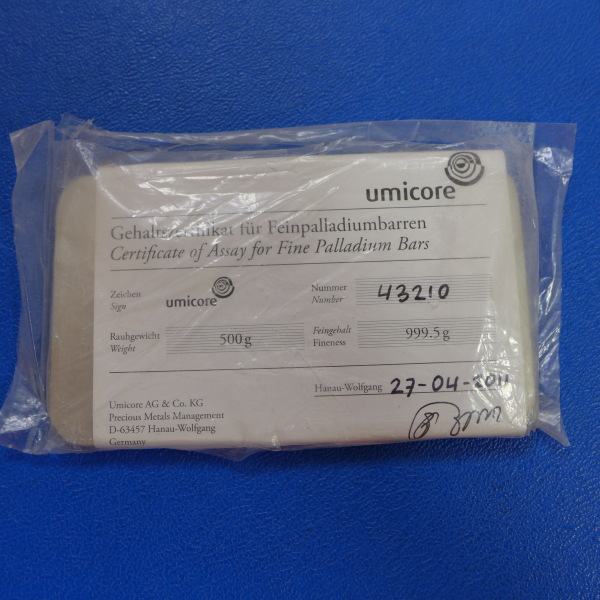 umicore
Gehaltszertifikat für Feinpalladiumbarren
Certificate of Assay for Fine Palladium Bars
Zeichen
Sign
umicore
Nummer
Number
43210
Rauhgewicht
Weight
500 g
Feingehalt
Fineness
999.5 g
Hanau-Wolfgang 27-04-2011
Umicore AG & Co. KG
Precious Metals Management
D-63457 Hanau-Wolfgang
Germany